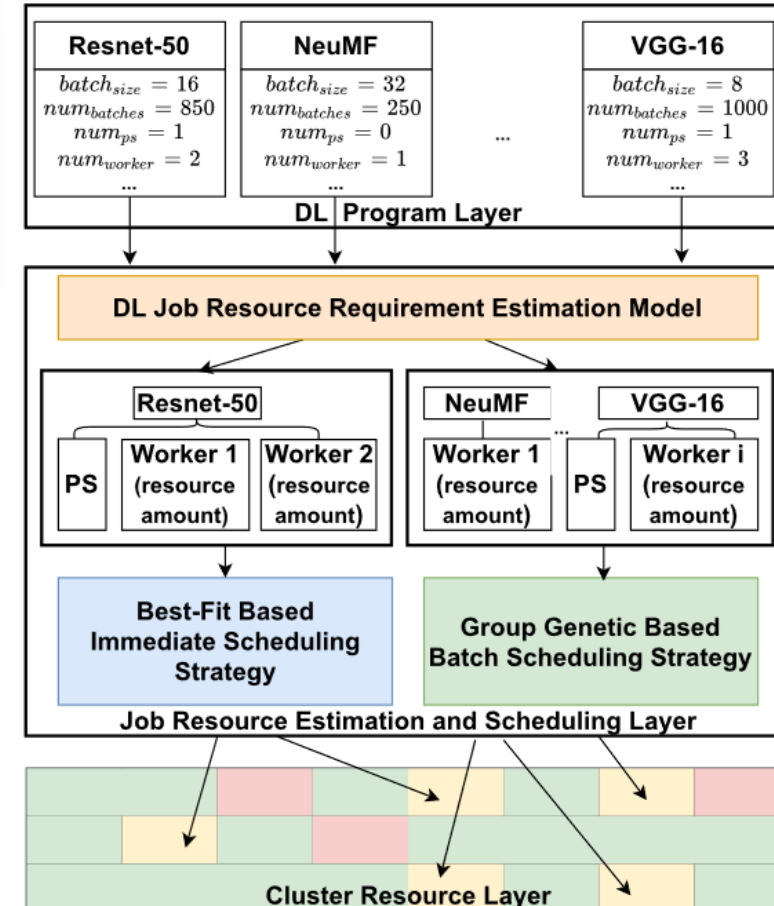 Resnet-50
batch_size = 16
num_batches = 850
num_ps = 1
num_worker = 2
...
NeuMF
batch_size = 32
num_batches = 250
num_ps = 0
num_worker = 1
...
...
VGG-16
batch_size = 8
num_batches = 1000
num_ps = 1
num_worker = 3
...
DL Program Layer
DL Job Resource Requirement Estimation Model
Resnet-50
PS
Worker 1
(resource
amount)
Worker 2
(resource
amount)
NeuMF
Worker 1
(resource
amount)
...
VGG-16
PS
Worker i
(resource
amount)
Best-Fit Based
Immediate Scheduling
Strategy
Group Genetic Based
Batch Scheduling Strategy
Job Resource Estimation and Scheduling Layer
Cluster Resource Layer